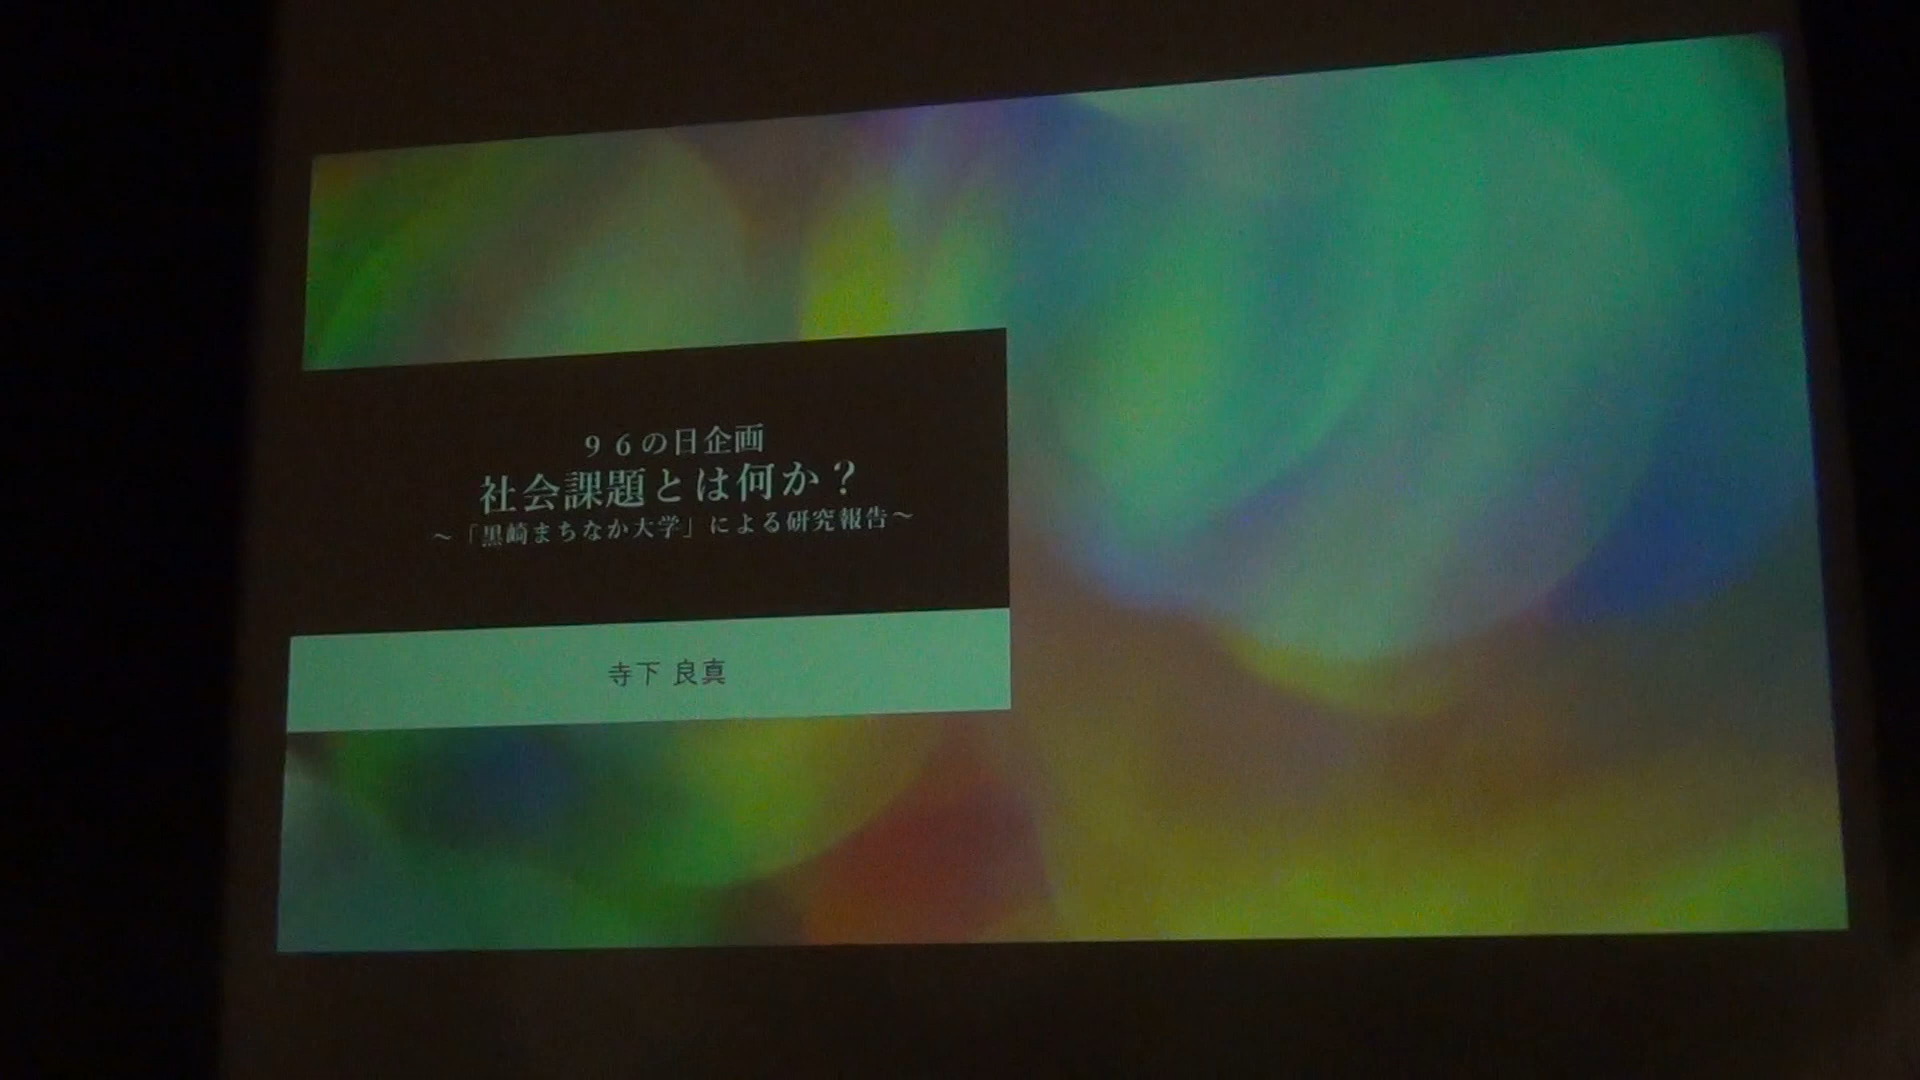 ９６の日企画
社会課題とは何か？
～「黒崎まちなか大学」による研究報告～
寺下 良真